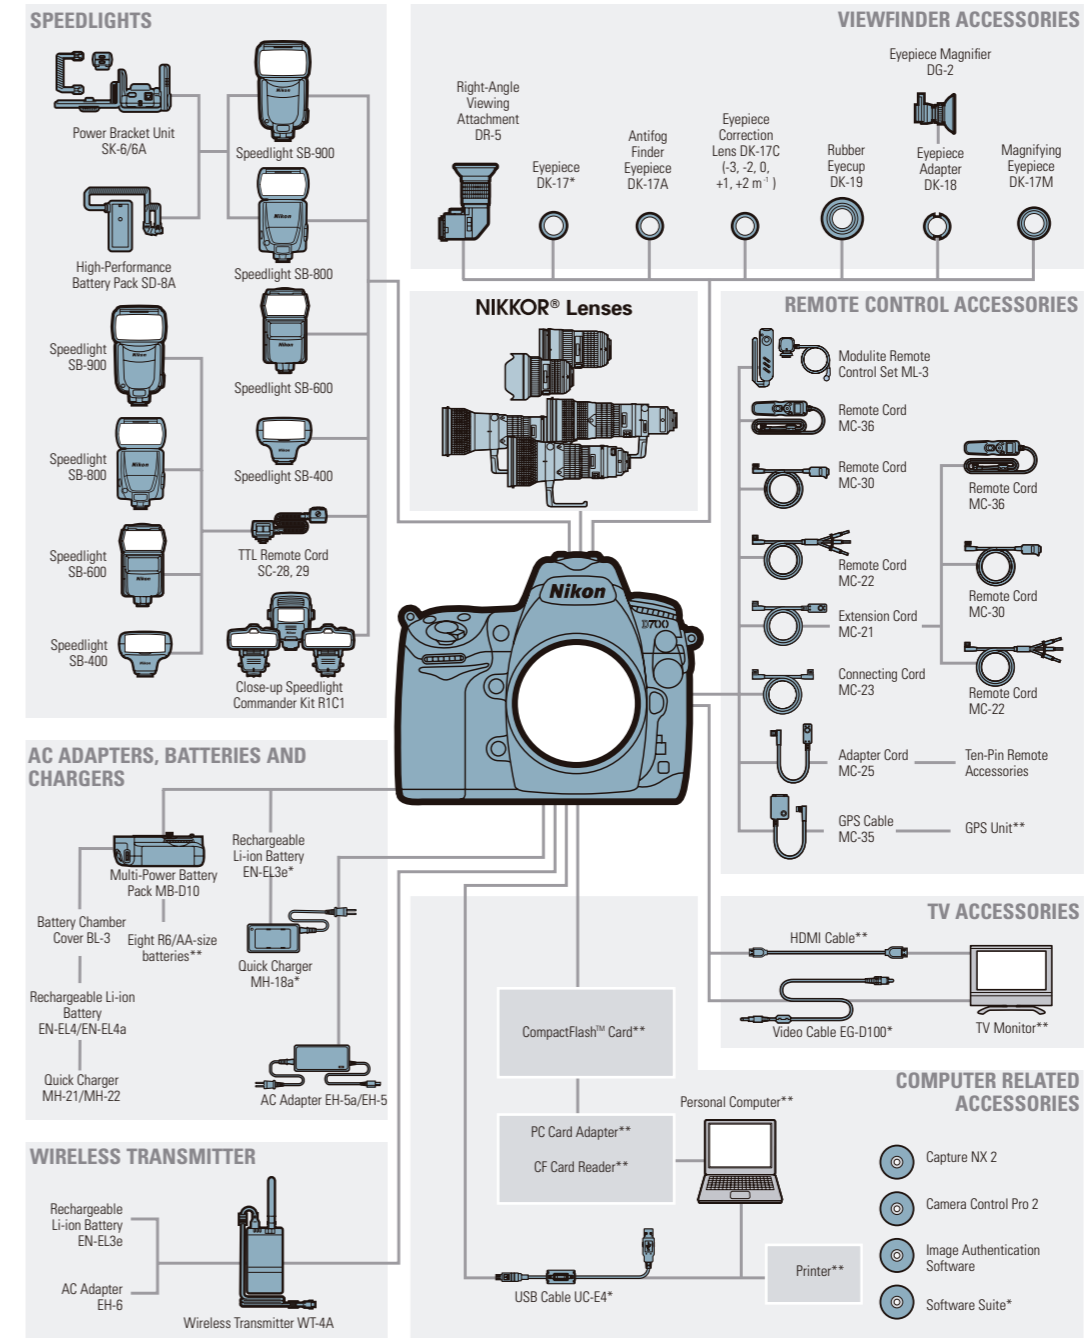 SPEEDLIGHTS
Power Bracket Unit
SK-6/6A
Speedlight SB-900
High-Performance
Battery Pack SD-8A
Speedlight SB-800
Speedlight
SB-900
Speedlight SB-600
Speedlight
SB-800
Speedlight SB-400
Speedlight
SB-600
TTL Remote Cord
SC-28, 29
Speedlight
SB-400
Close-up Speedlight
Commander Kit R1C1
VIEWFINDER ACCESSORIES
Right-Angle
Viewing
Attachment
DR-5
Eyepiece
DK-17*
Antifog
Finder
Eyepiece
DK-17A
Eyepiece
Correction
Lens DK-17C
(-3, -2, 0,
+1, +2 m⁻¹ )
Rubber
Eyecup
DK-19
Eyepiece Magnifier
DG-2
Eyepiece
Adapter
DK-18
Magnifying
Eyepiece
DK-17M
NIKKOR® Lenses
Nikon
D700
REMOTE CONTROL ACCESSORIES
Modulite Remote
Control Set ML-3
Remote Cord
MC-36
Remote Cord
MC-30
Remote Cord
MC-22
Extension Cord
MC-21
Remote Cord
MC-36
Remote Cord
MC-30
Remote Cord
MC-22
Connecting Cord
MC-23
Adapter Cord
MC-25
Ten-Pin Remote
Accessories
GPS Cable
MC-35
GPS Unit**
AC ADAPTERS, BATTERIES AND
CHARGERS
Multi-Power Battery
Pack MB-D10
Rechargeable
Li-ion Battery
EN-EL3e*
Battery Chamber
Cover BL-3
Eight R6/AA-size
batteries**
Quick Charger
MH-18a*
Rechargeable Li-ion
Battery
EN-EL4/EN-EL4a
Quick Charger
MH-21/MH-22
AC Adapter EH-5a/EH-5
TV ACCESSORIES
HDMI Cable**
Video Cable EG-D100*
TV Monitor**
CompactFlash™ Card**
PC Card Adapter**
CF Card Reader**
COMPUTER RELATED
ACCESSORIES
Personal Computer**
Capture NX 2
Camera Control Pro 2
Image Authentication
Software
Software Suite*
Printer**
USB Cable UC-E4*
WIRELESS TRANSMITTER
Rechargeable
Li-ion Battery
EN-EL3e
AC Adapter
EH-6
Wireless Transmitter WT-4A